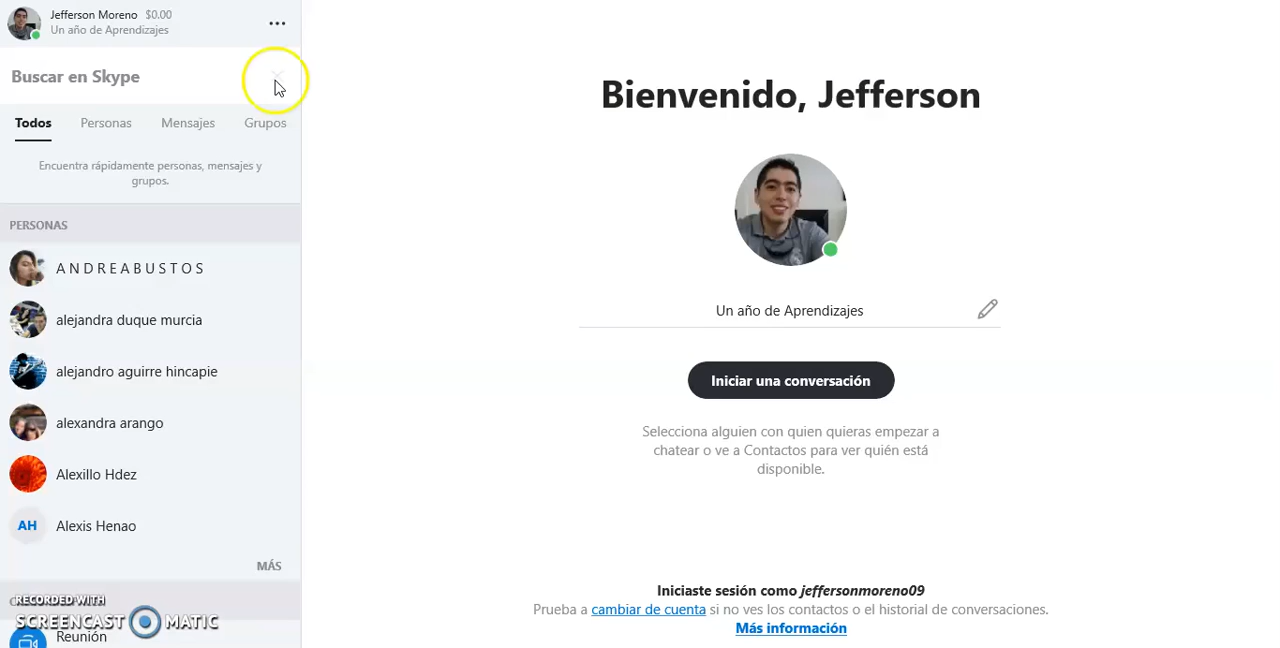 Jefferson Moreno $0.00
Un año de Aprendizajes
Buscar en Skype
Todos Personas Mensajes Grupos
Encuentra rápidamente personas, mensajes y
grupos.
PERSONAS
A N D R E A B U S T O S
alejandra duque murcia
alejandro aguirre hincapie
alexandra arango
Alexillo Hdez
AH Alexis Henao
MÁS
RECORDED WITH
SCREENCAST MATIC
Reunión
Bienvenido, Jefferson
Un año de Aprendizajes
Iniciar una conversación
Selecciona alguien con quien quieras empezar a
chatear o ve a Contactos para ver quién está
disponible.
Iniciaste sesión como jeffersonmoreno09
Prueba a cambiar de cuenta si no ves los contactos o el historial de conversaciones.
Más información